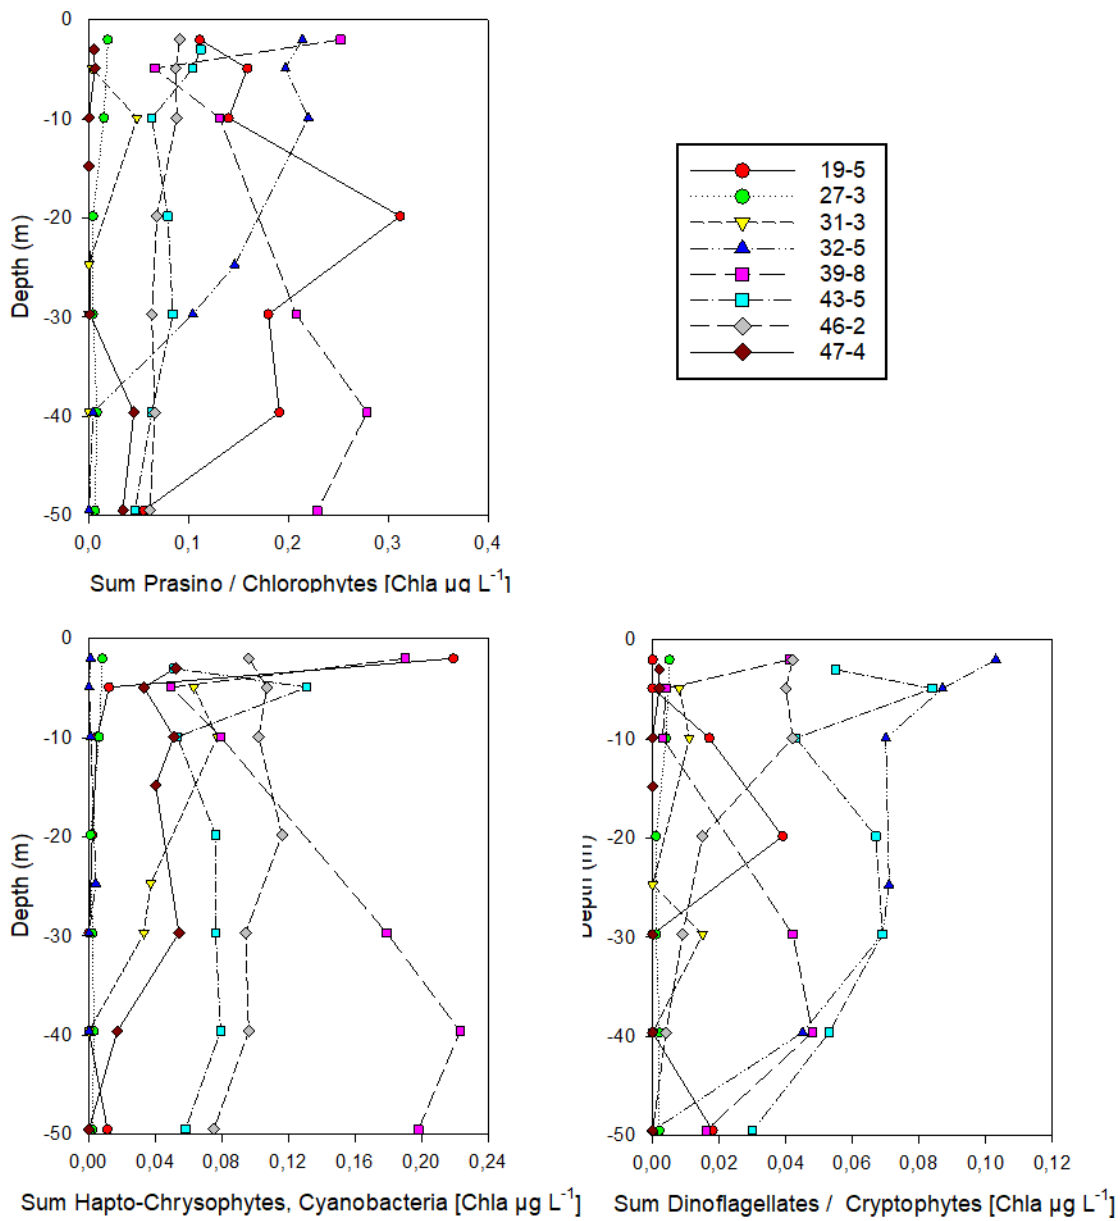 0
-10
-20
-30
-40
-50
Depth (m)
0,0 0,1 0,2 0,3 0,4
Sum Prasino / Chlorophytes [Chla µg L-1]
19-5
27-3
31-3
32-5
39-8
43-5
46-2
47-4
0
-10
-20
-30
-40
-50
Depth (m)
0,00 0,04 0,08 0,12 0,16 0,20 0,24
Sum Hapto-Chrysophytes, Cyanobacteria [Chla µg L-1]
0
-10
-20
-30
-40
-50
Depth (m)
0,00 0,02 0,04 0,06 0,08 0,10 0,12
Sum Dinoflagellates / Cryptophytes [Chla µg L-1]